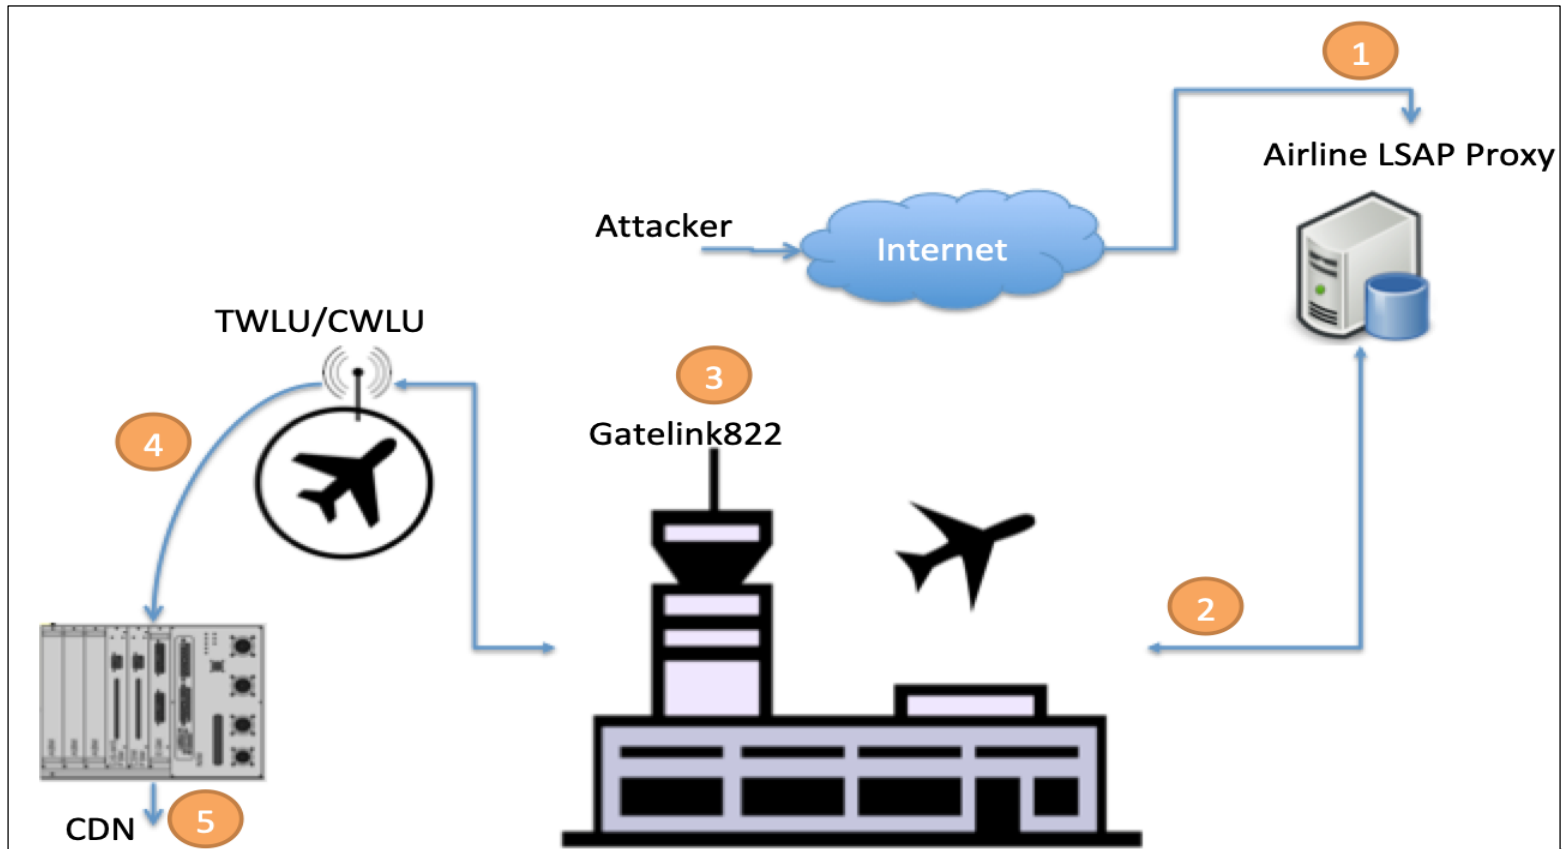 1
Airline LSAP Proxy
Attacker
Internet
TWLU/CWLU
3
Gatelink822
4
2
5
CDN